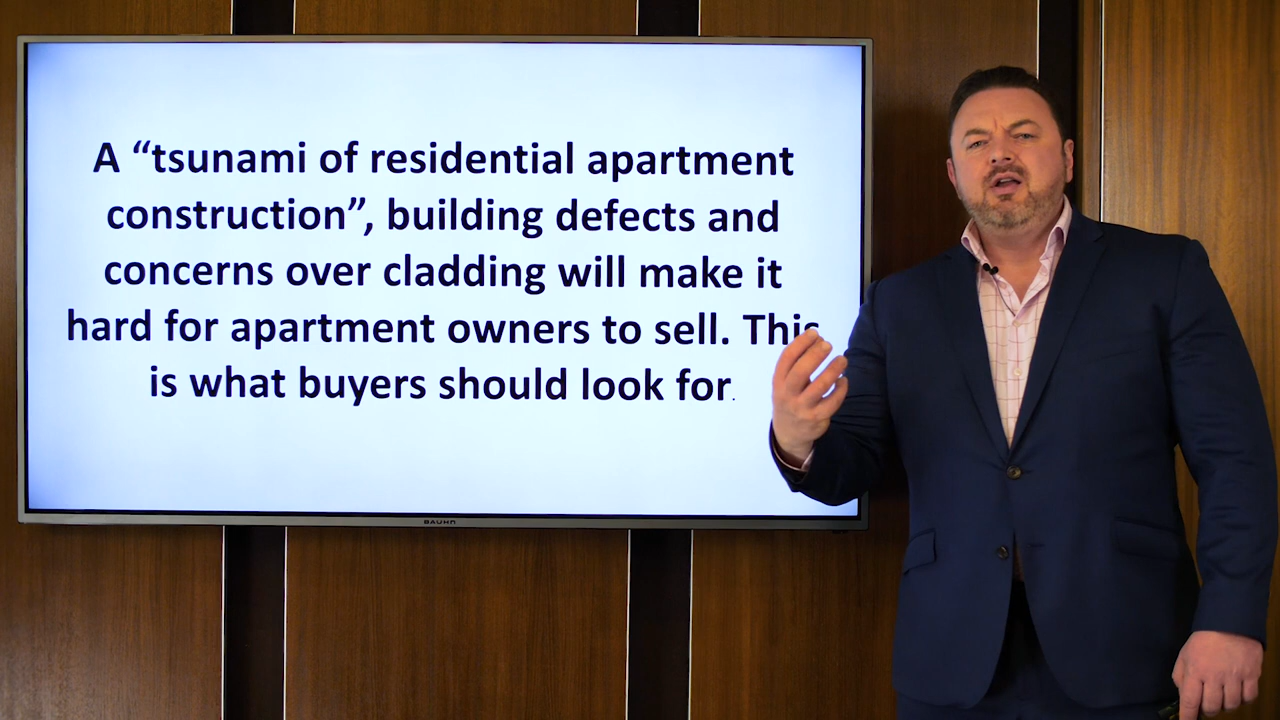 A “tsunami of residential apartment
construction”, building defects and
concerns over cladding will make it
hard for apartment owners to sell. This
is what buyers should look for.
BAUHN